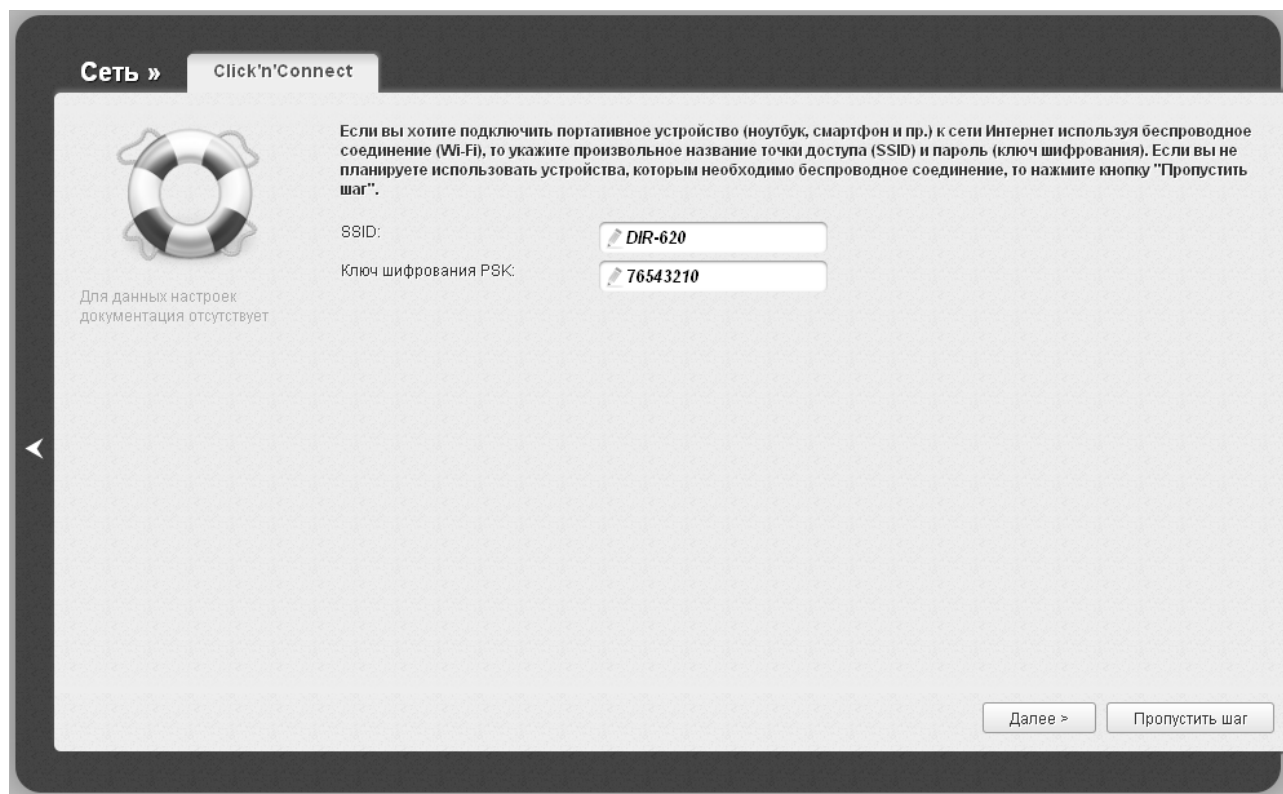 Сеть »
Click'n'Connect
Если вы хотите подключить портативное устройство (ноутбук, смартфон и пр.) к сети Интернет используя беспроводное
соединение (Wi-Fi), то укажите произвольное название точки доступа (SSID) и пароль (ключ шифрования). Если вы не
планируете использовать устройства, которым необходимо беспроводное соединение, то нажмите кнопку "Пропустить
шаг".
SSID:
DIR-620
Ключ шифрования PSK:
76543210
Для данных настроек
документация отсутствует
Далее >
Пропустить шаг